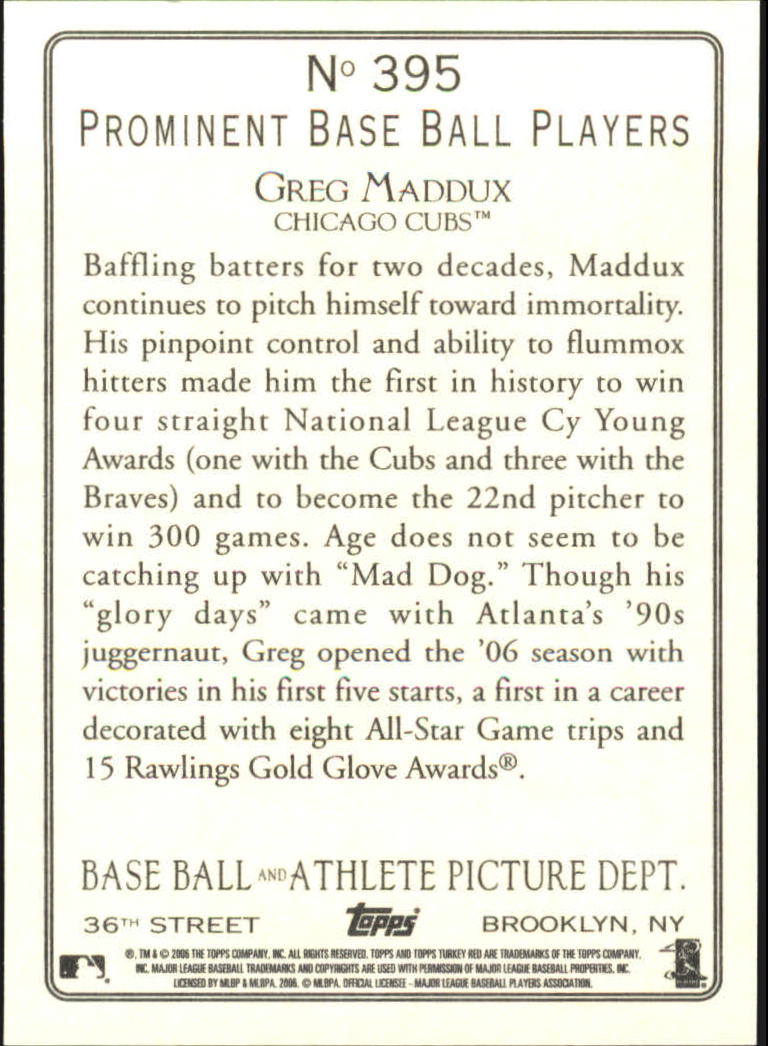 Nº 395
PROMINENT BASE BALL PLAYERS
GREG MADDUX
CHICAGO CUBS™
Baffling batters for two decades, Maddux
continues to pitch himself toward immortality.
His pinpoint control and ability to flummox
hitters made him the first in history to win
four straight National League Cy Young
Awards (one with the Cubs and three with the
Braves) and to become the 22nd pitcher to
win 300 games. Age does not seem to be
catching up with “Mad Dog.” Though his
“glory days” came with Atlanta’s ’90s
juggernaut, Greg opened the ’06 season with
victories in his first five starts, a first in a career
decorated with eight All-Star Game trips and
15 Rawlings Gold Glove Awards®.
BASE BALL AND ATHLETE PICTURE DEPT.
36TH STREET topps BROOKLYN, NY
®, TM & © 2006 THE TOPPS COMPANY, INC. ALL RIGHTS RESERVED. TOPPS AND TOPPS TURKEY RED ARE TRADEMARKS OF THE TOPPS COMPANY,
INC. MAJOR LEAGUE BASEBALL TRADEMARKS AND COPYRIGHTS ARE USED WITH PERMISSION OF MAJOR LEAGUE BASEBALL PROPERTIES, INC.
LICENSED BY MLBP & MLBPA. 2006. © MLBPA. OFFICIAL LICENSEE - MAJOR LEAGUE BASEBALL PLAYERS ASSOCIATION.